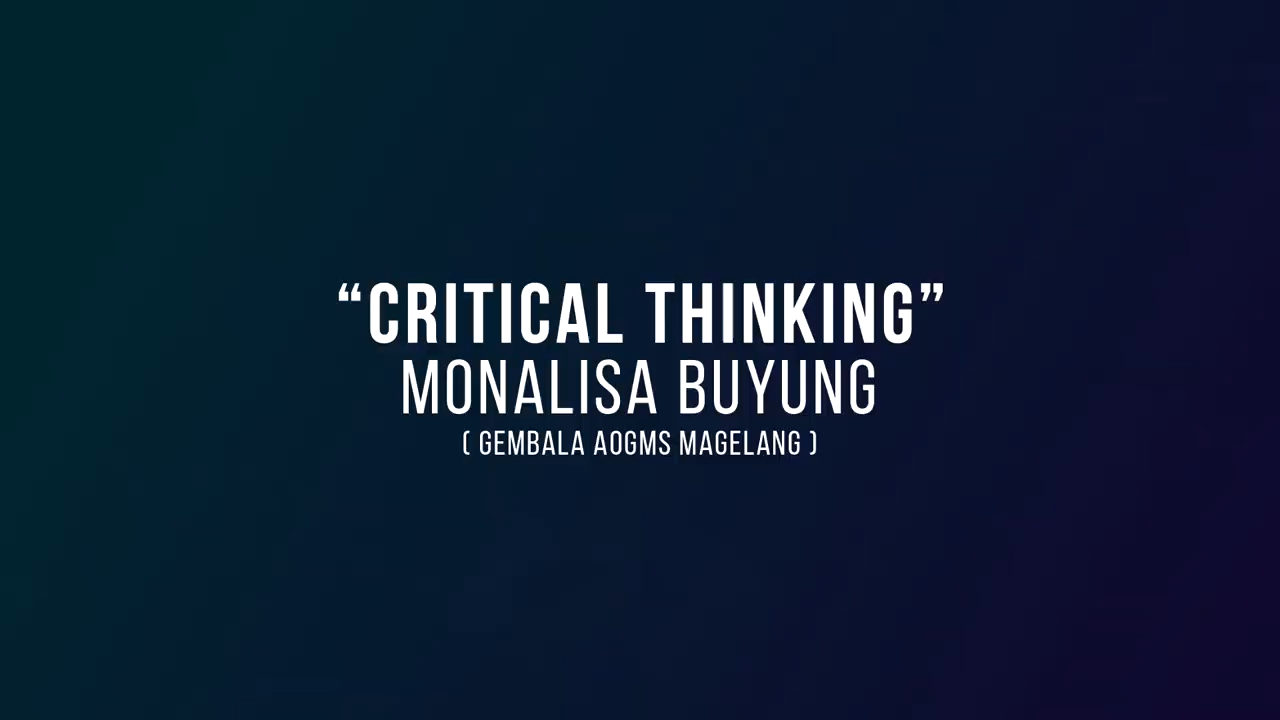 “CRITICAL THINKING”
MONALISA BUYUNG
( GEMBALA AOGMS MAGELANG )